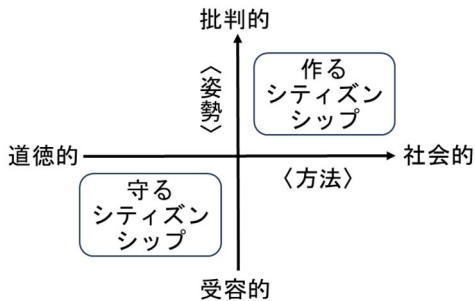 批判的
〈姿勢〉
作る
シティズン
シップ
道徳的
社会的
〈方法〉
守る
シティズン
シップ
受容的